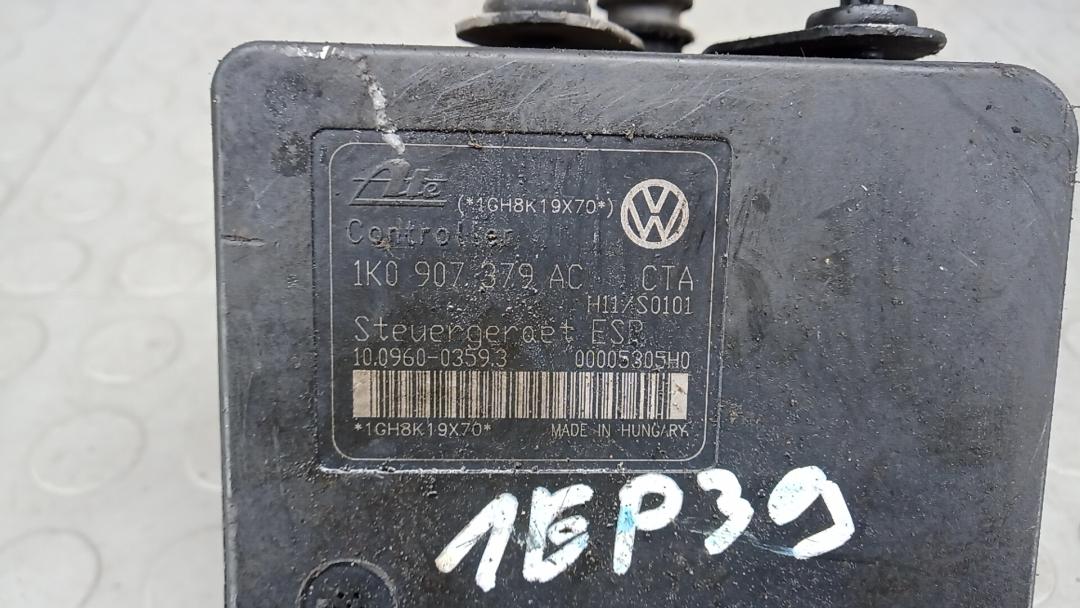 Ate (*1GH8K19X70*)
Controller
1K0 907 379 AC CTA
H11/S0101
Steuergeraet ESP
10.0960-0359.3 00005305H0
*1GH8K19X70* MADE IN HUNGARY
1EP39